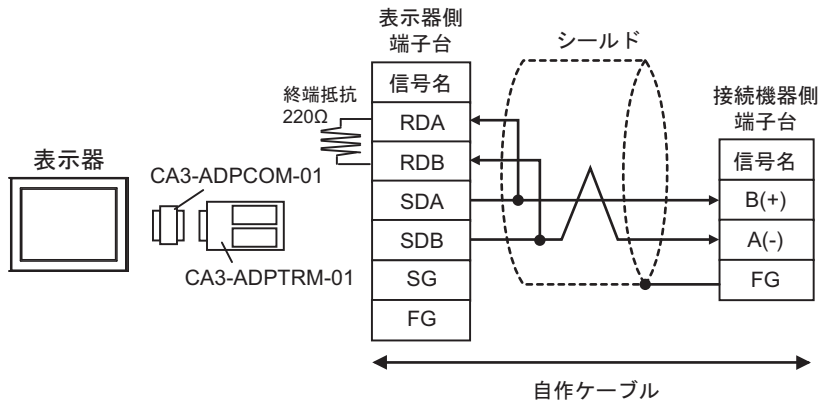 表示器側
端子台
シールド
接続機器側
端子台
終端抵抗
220Ω
信号名
RDA
RDB
SDA
SDB
SG
FG
信号名
B(+)
A(-)
FG
表示器
CA3-ADPCOM-01
CA3-ADPTRM-01
自作ケーブル